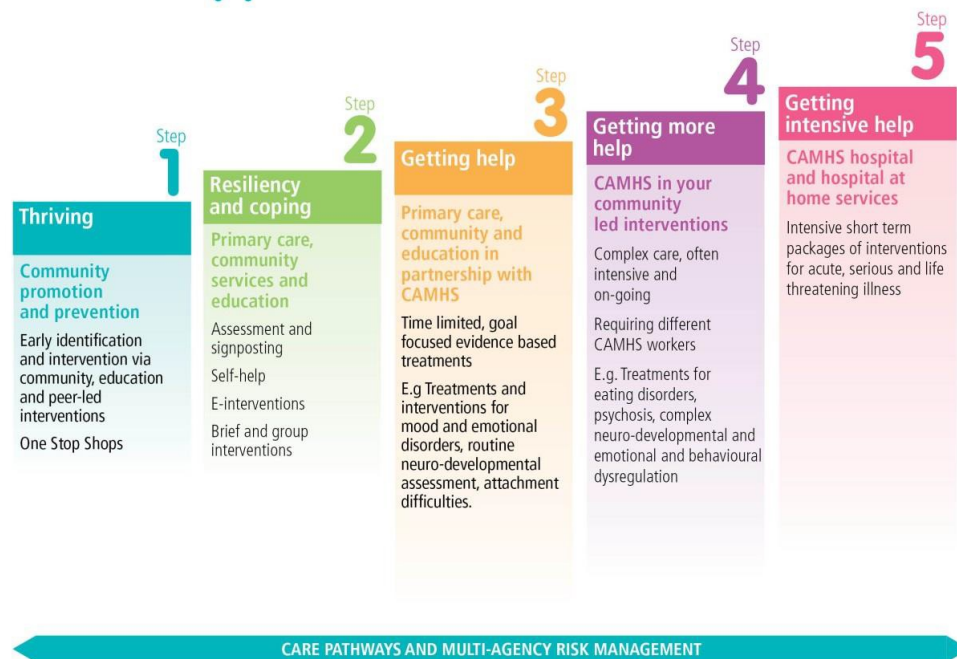 Step
1
Thriving
Community
promotion
and prevention
Early identification
and intervention via
community, education
and peer-led
interventions
One Stop Shops
Step
2
Resiliency
and coping
Primary care,
community
services and
education
Assessment and
signposting
Self-help
E-interventions
Brief and group
interventions
Step
3
Getting help
Primary care,
community and
education in
partnership with
CAMHS
Time limited, goal
focused evidence based
treatments
E.g Treatments and
interventions for
mood and emotional
disorders, routine
neuro-developmental
assessment, attachment
difficulties.
Step
4
Getting more
help
CAMHS in your
community
led interventions
Complex care, often
intensive and
on-going
Requiring different
CAMHS workers
E.g. Treatments for
eating disorders,
psychosis, complex
neuro-developmental and
emotional and behavioural
dysregulation
Step
5
Getting
intensive help
CAMHS hospital
and hospital at
home services
Intensive short term
packages of interventions
for acute, serious and life
threatening illness
CARE PATHWAYS AND MULTI-AGENCY RISK MANAGEMENT